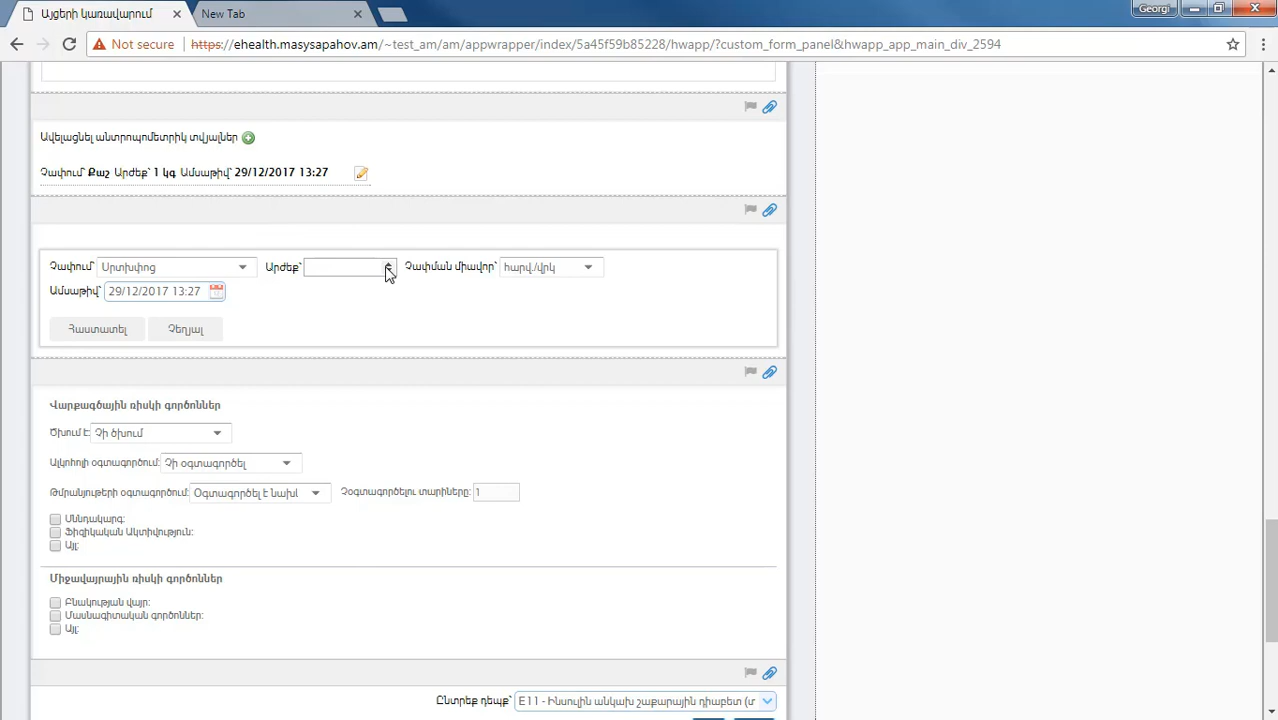 Այցերի կառավարում
New Tab
Georgi
Not secure
https://ehealth.masysapahov.am/~test_am/am/appwrapper/index/5a45f59b85228/hwapp/?custom_form_panel&hwapp_app_main_div_2594
Ավելացնել անտրոպոմետրիկ տվյալներ
Չափում՝ Քաշ Արժեք՝ 1 կգ Ամսաթիվ՝ 29/12/2017 13:27
Չափում՝ Սրտխփոց Արժեք՝ Չափման միավոր՝ հարվ./վրկ
Ամսաթիվ՝ 29/12/2017 13:27
Հաստատել Չեղյալ
Վարքագծային ռիսկի գործոններ
Ծխում է: Չի ծխում
Ալկոհոլի օգտագործում: Չի օգտագործել
Թմրանյութերի օգտագործում: Օգտագործել է նախկ Չօգտագործելու տարիները: 1
Սննդակարգ:
Ֆիզիկական Ակտիվություն:
Այլ:
Միջավայրային ռիսկի գործոններ
Բնակության վայր:
Մասնագիտական գործոններ:
Այլ:
Ընտրեք դեպք՝ E11 - Ինսուլին անկախ շաքարային դիաբետ (տ